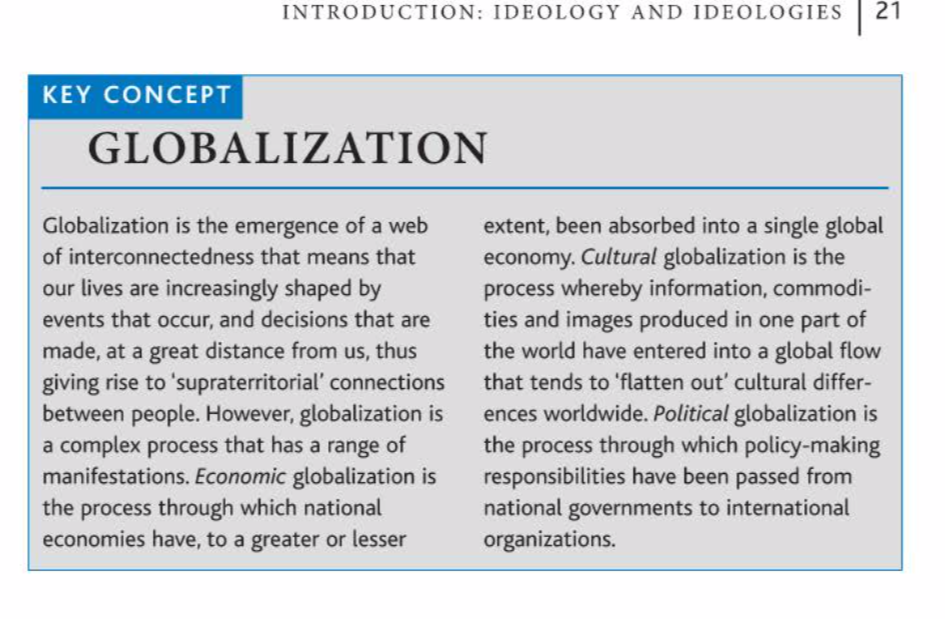 INTRODUCTION: IDEOLOGY AND IDEOLOGIES 21
KEY CONCEPT
GLOBALIZATION
Globalization is the emergence of a web
of interconnectedness that means that
our lives are increasingly shaped by
events that occur, and decisions that are
made, at a great distance from us, thus
giving rise to ‘supraterritorial’ connections
between people. However, globalization is
a complex process that has a range of
manifestations. Economic globalization is
the process through which national
economies have, to a greater or lesser
extent, been absorbed into a single global
economy. Cultural globalization is the
process whereby information, commodi-
ties and images produced in one part of
the world have entered into a global flow
that tends to ‘flatten out’ cultural differ-
ences worldwide. Political globalization is
the process through which policy-making
responsibilities have been passed from
national governments to international
organizations.